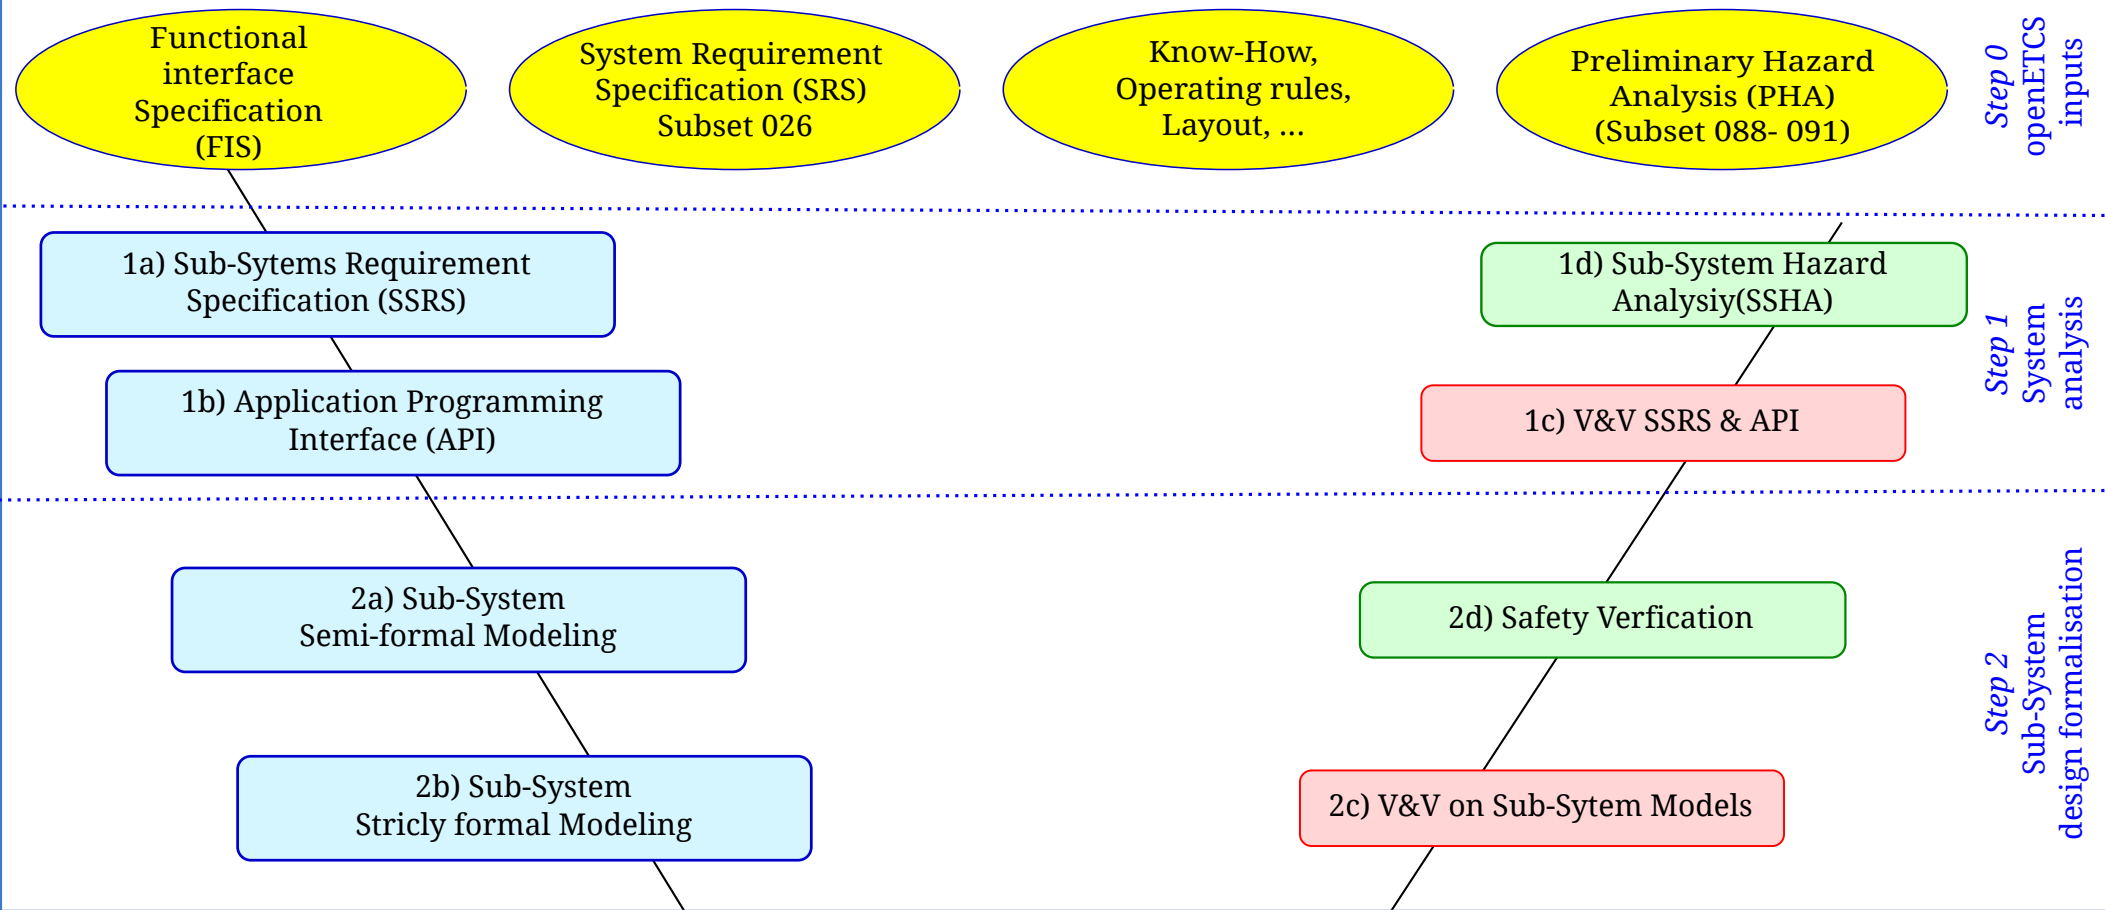 Functional
interface
Specification
(FIS)
System Requirement
Specification (SRS)
Subset 026
Know-How,
Operating rules,
Layout, ...
Preliminary Hazard
Analysis (PHA)
(Subset 088- 091)
Step 0
openETCS
inputs
1a) Sub-Sytems Requirement
Specification (SSRS)
1d) Sub-System Hazard
Analysiy(SSHA)
1b) Application Programming
Interface (API)
1c) V&V SSRS & API
Step 1
System
analysis
2a) Sub-System
Semi-formal Modeling
2d) Safety Verfication
2b) Sub-System
Stricly formal Modeling
2c) V&V on Sub-Sytem Models
Step 2
Sub-System
design formalisation